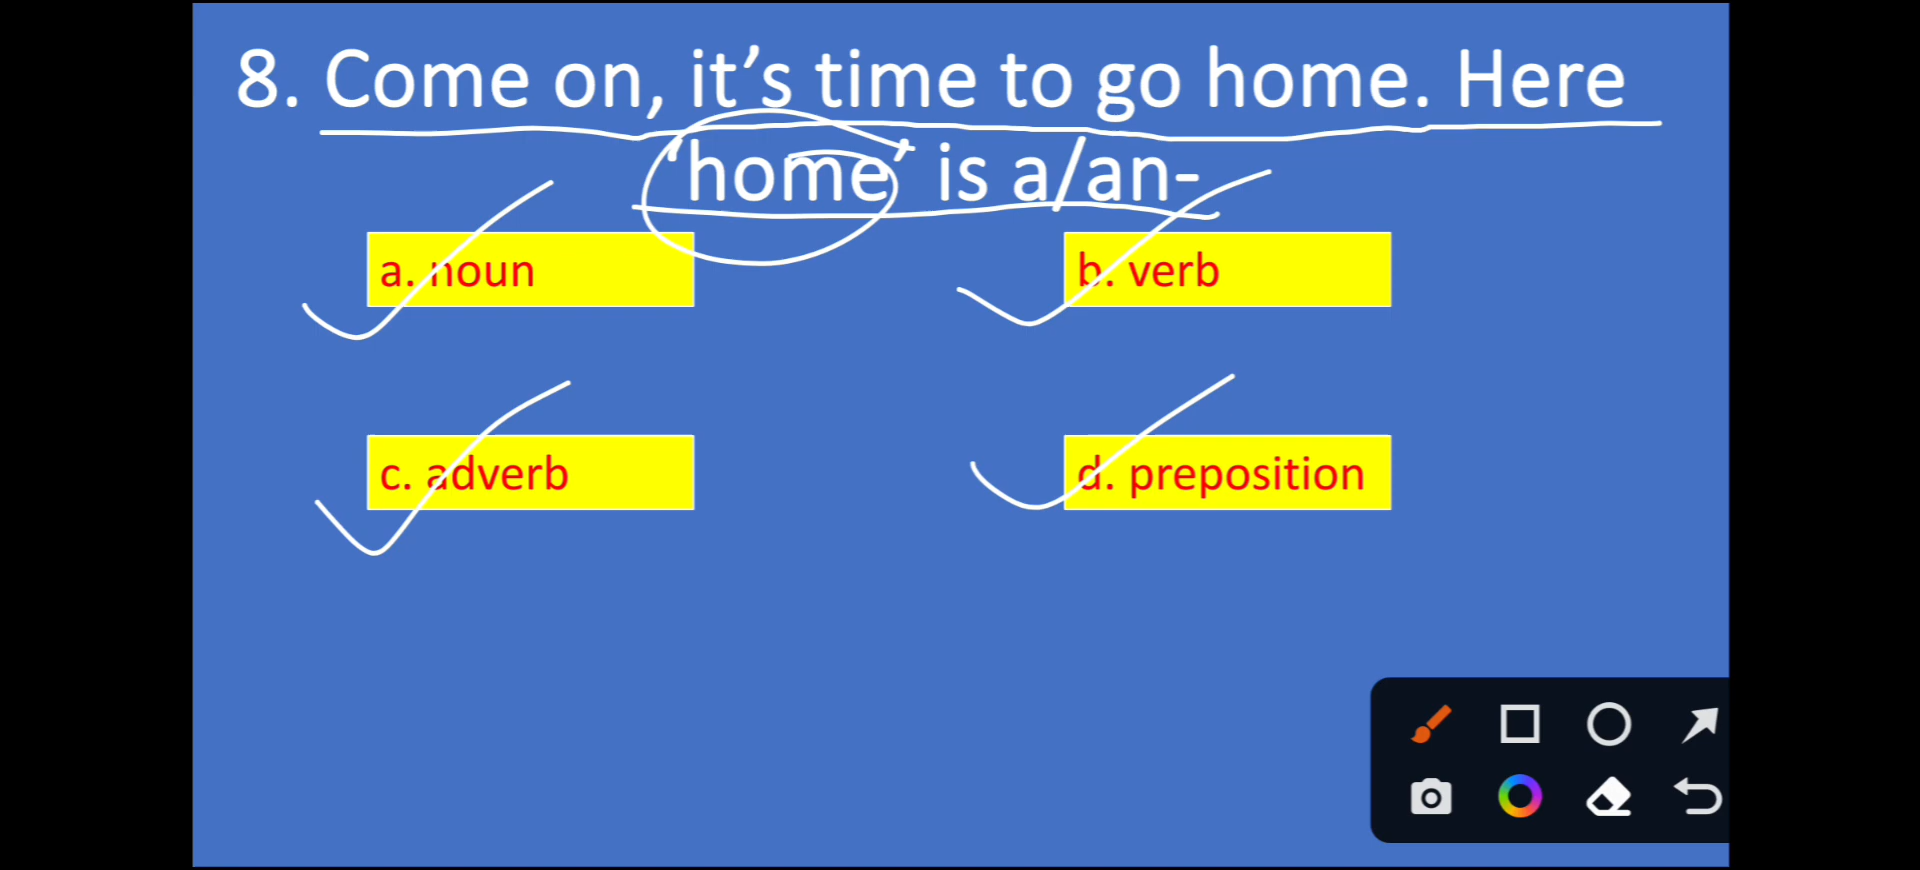 8. Come on, it’s time to go home. Here
‘home’ is a/an-
a. noun
b. verb
c. adverb
d. preposition